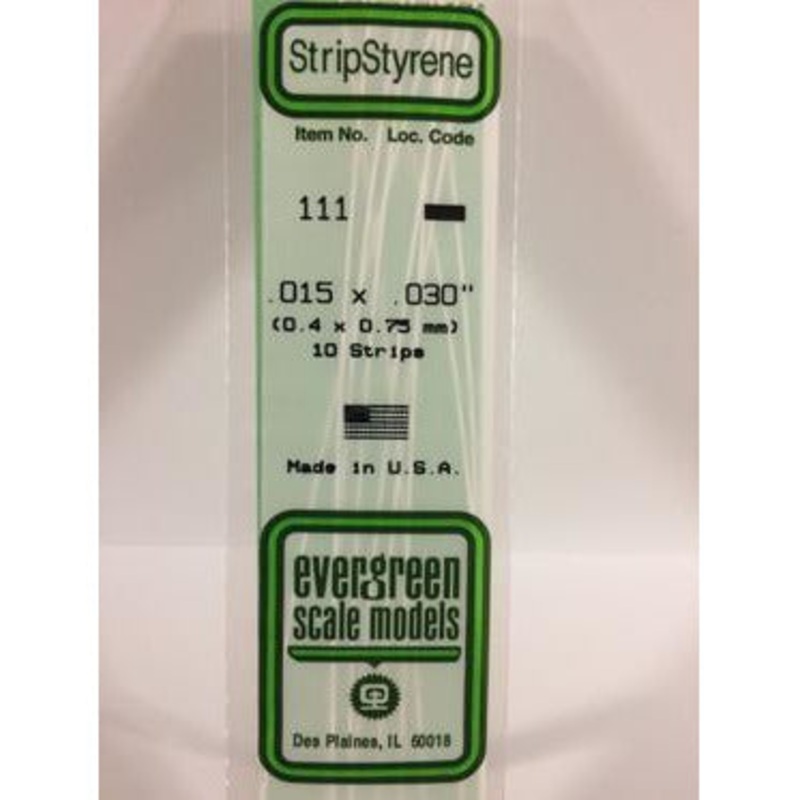 StripStyrene
Item No. Loc. Code
111
.015 x .030"
(0.4 x 0.75 mm)
10 Strips
Made in U.S.A.
evergreen
scale models
Des Plaines, IL 60018